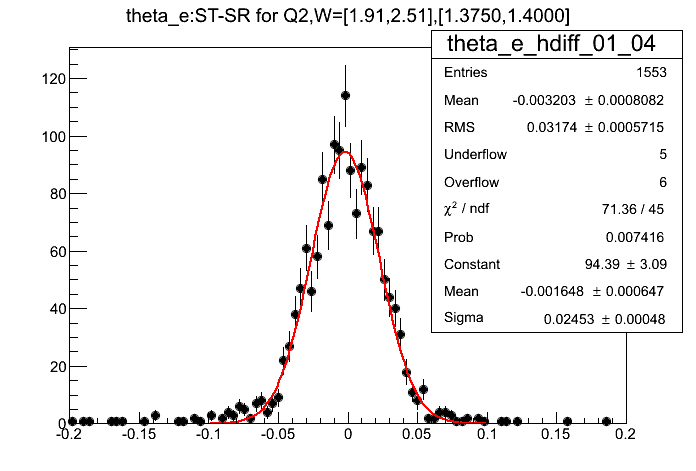 theta_e:ST-SR for Q2,W=[1.91,2.51],[1.3750,1.4000]
theta_e_hdiff_01_04
Entries 1553
Mean -0.003203 ± 0.0008082
RMS 0.03174 ± 0.0005715
Underflow 5
Overflow 6
χ² / ndf 71.36 / 45
Prob 0.007416
Constant 94.39 ± 3.09
Mean -0.001648 ± 0.000647
Sigma 0.02453 ± 0.00048
120
100
80
60
40
20
0
-0.2 -0.15 -0.1 -0.05 0 0.05 0.1 0.15 0.2